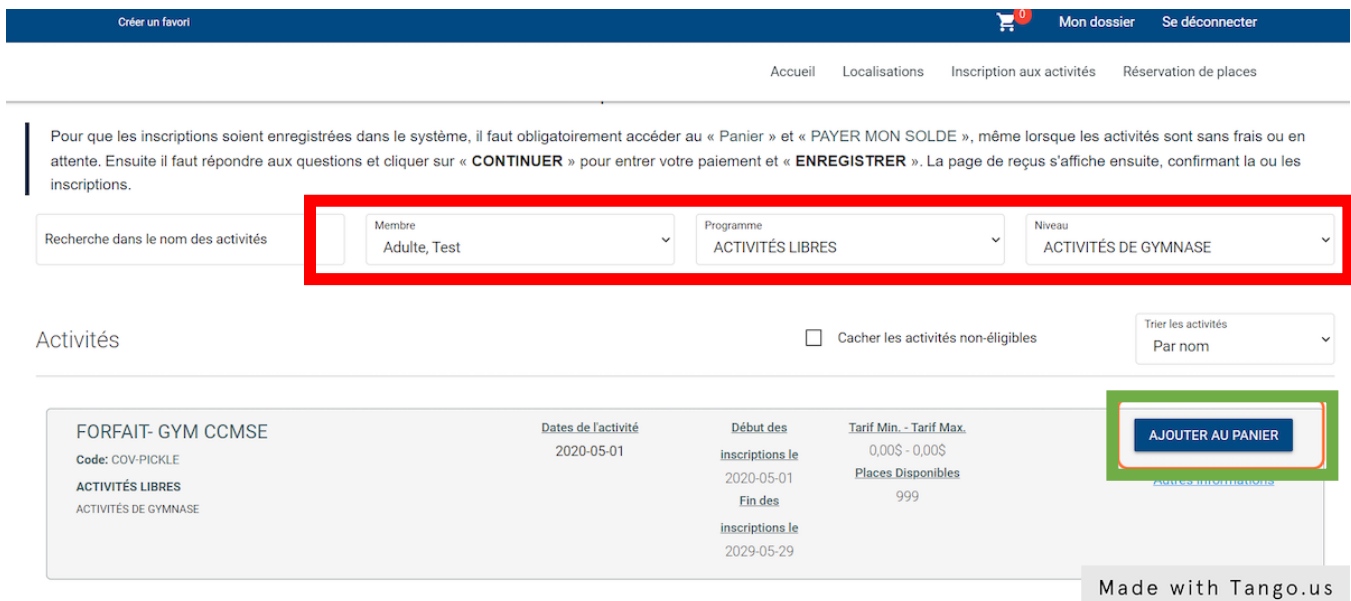 Créer un favori
0
Mon dossier
Se déconnecter
Accueil
Localisations
Inscription aux activités
Réservation de places
Pour que les inscriptions soient enregistrées dans le système, il faut obligatoirement accéder au « Panier » et « PAYER MON SOLDE », même lorsque les activités sont sans frais ou en
attente. Ensuite il faut répondre aux questions et cliquer sur « CONTINUER » pour entrer votre paiement et « ENREGISTRER ». La page de reçus s'affiche ensuite, confirmant la ou les
inscriptions.
Recherche dans le nom des activités
Membre
Adulte, Test
Programme
ACTIVITÉS LIBRES
Niveau
ACTIVITÉS DE GYMNASE
Activités
Cacher les activités non-éligibles
Trier les activités
Par nom
FORFAIT- GYM CCMSE
Code: COV-PICKLE
ACTIVITÉS LIBRES
ACTIVITÉS DE GYMNASE
Dates de l'activité
2020-05-01
Début des
inscriptions le
2020-05-01
Fin des
inscriptions le
2029-05-29
Tarif Min. - Tarif Max.
0,00$ - 0,00$
Places Disponibles
999
AJOUTER AU PANIER
Autres informations
Made with Tango.us